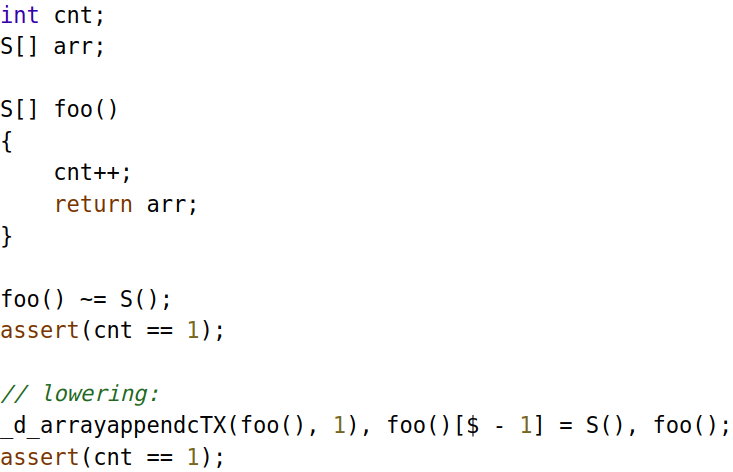 int cnt;
S[] arr;
S[] foo()
{
    cnt++;
    return arr;
}
foo() ~= S();
assert(cnt == 1);
// lowering:
_d_arrayappendcTX(foo(), 1), foo()[$ - 1] = S(), foo();
assert(cnt == 1);